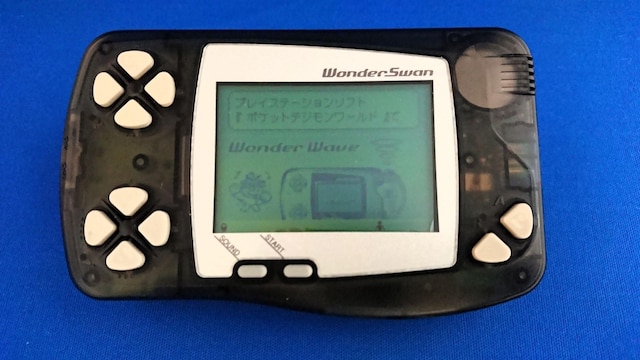 WonderSwan
プレイステーションソフト
『ポケットデジモンワールド』で
Wonder Wave
SOUND
START